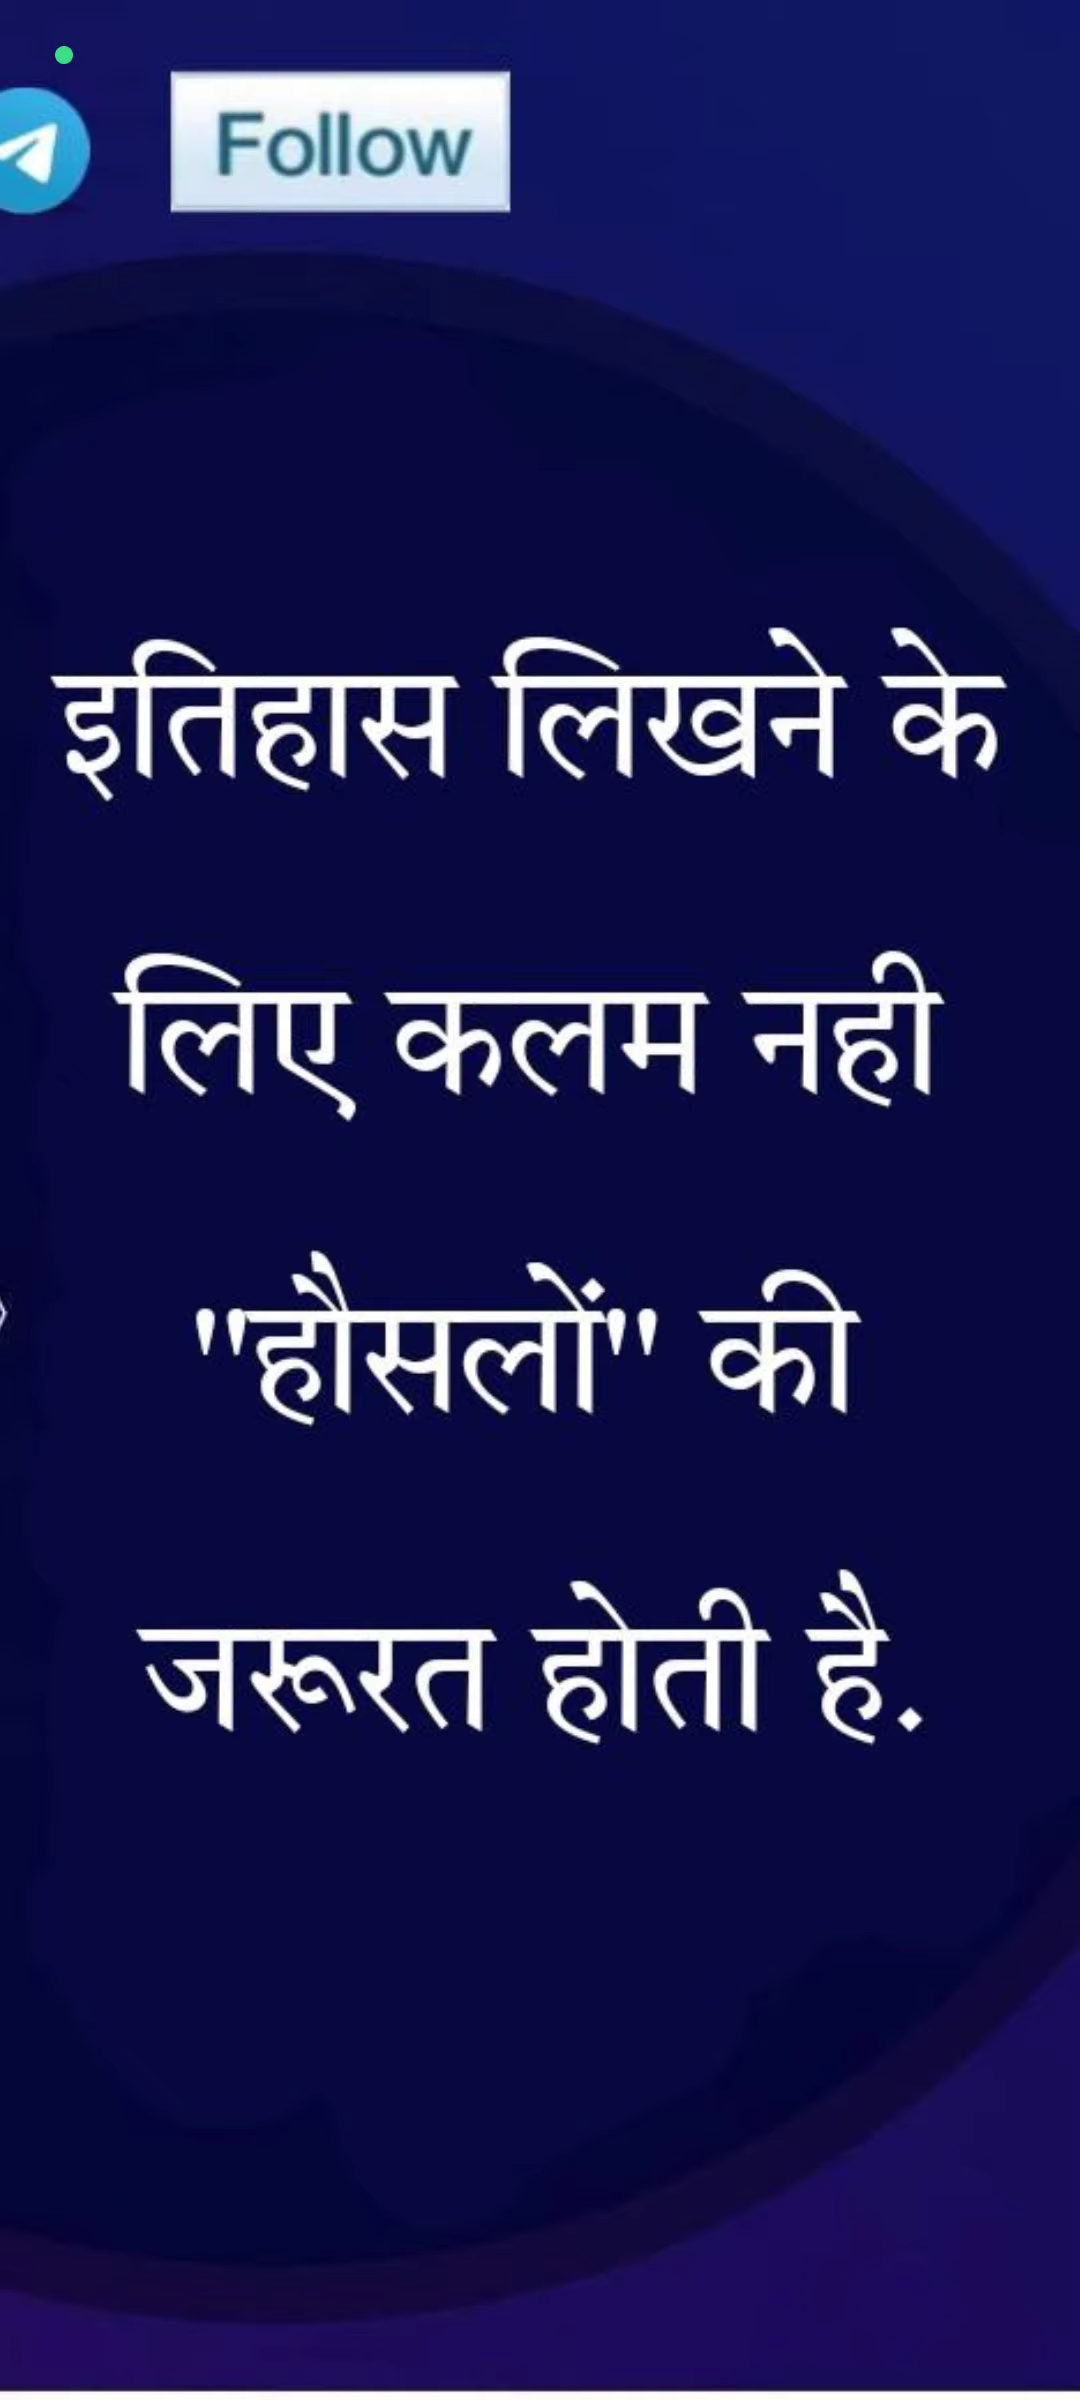 Follow
इतिहास लिखने के
लिए कलम नही
"हौसलों" की
जरूरत होती है.